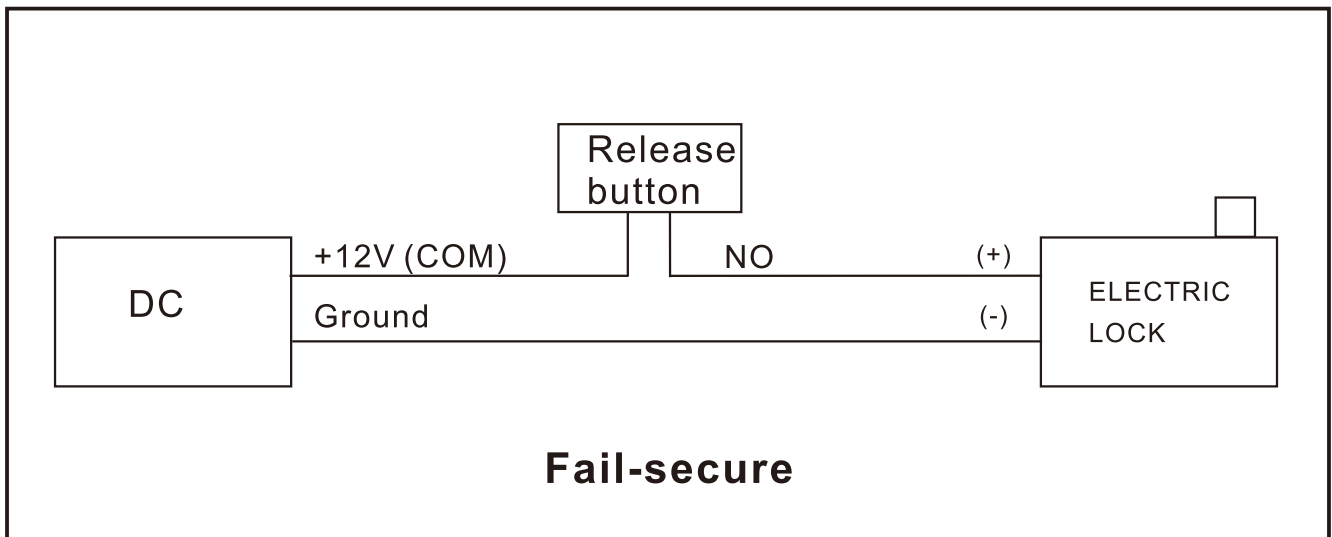 Release
button
+12V (COM)
NO
(+)
DC
Ground
(-)
ELECTRIC
LOCK
Fail-secure